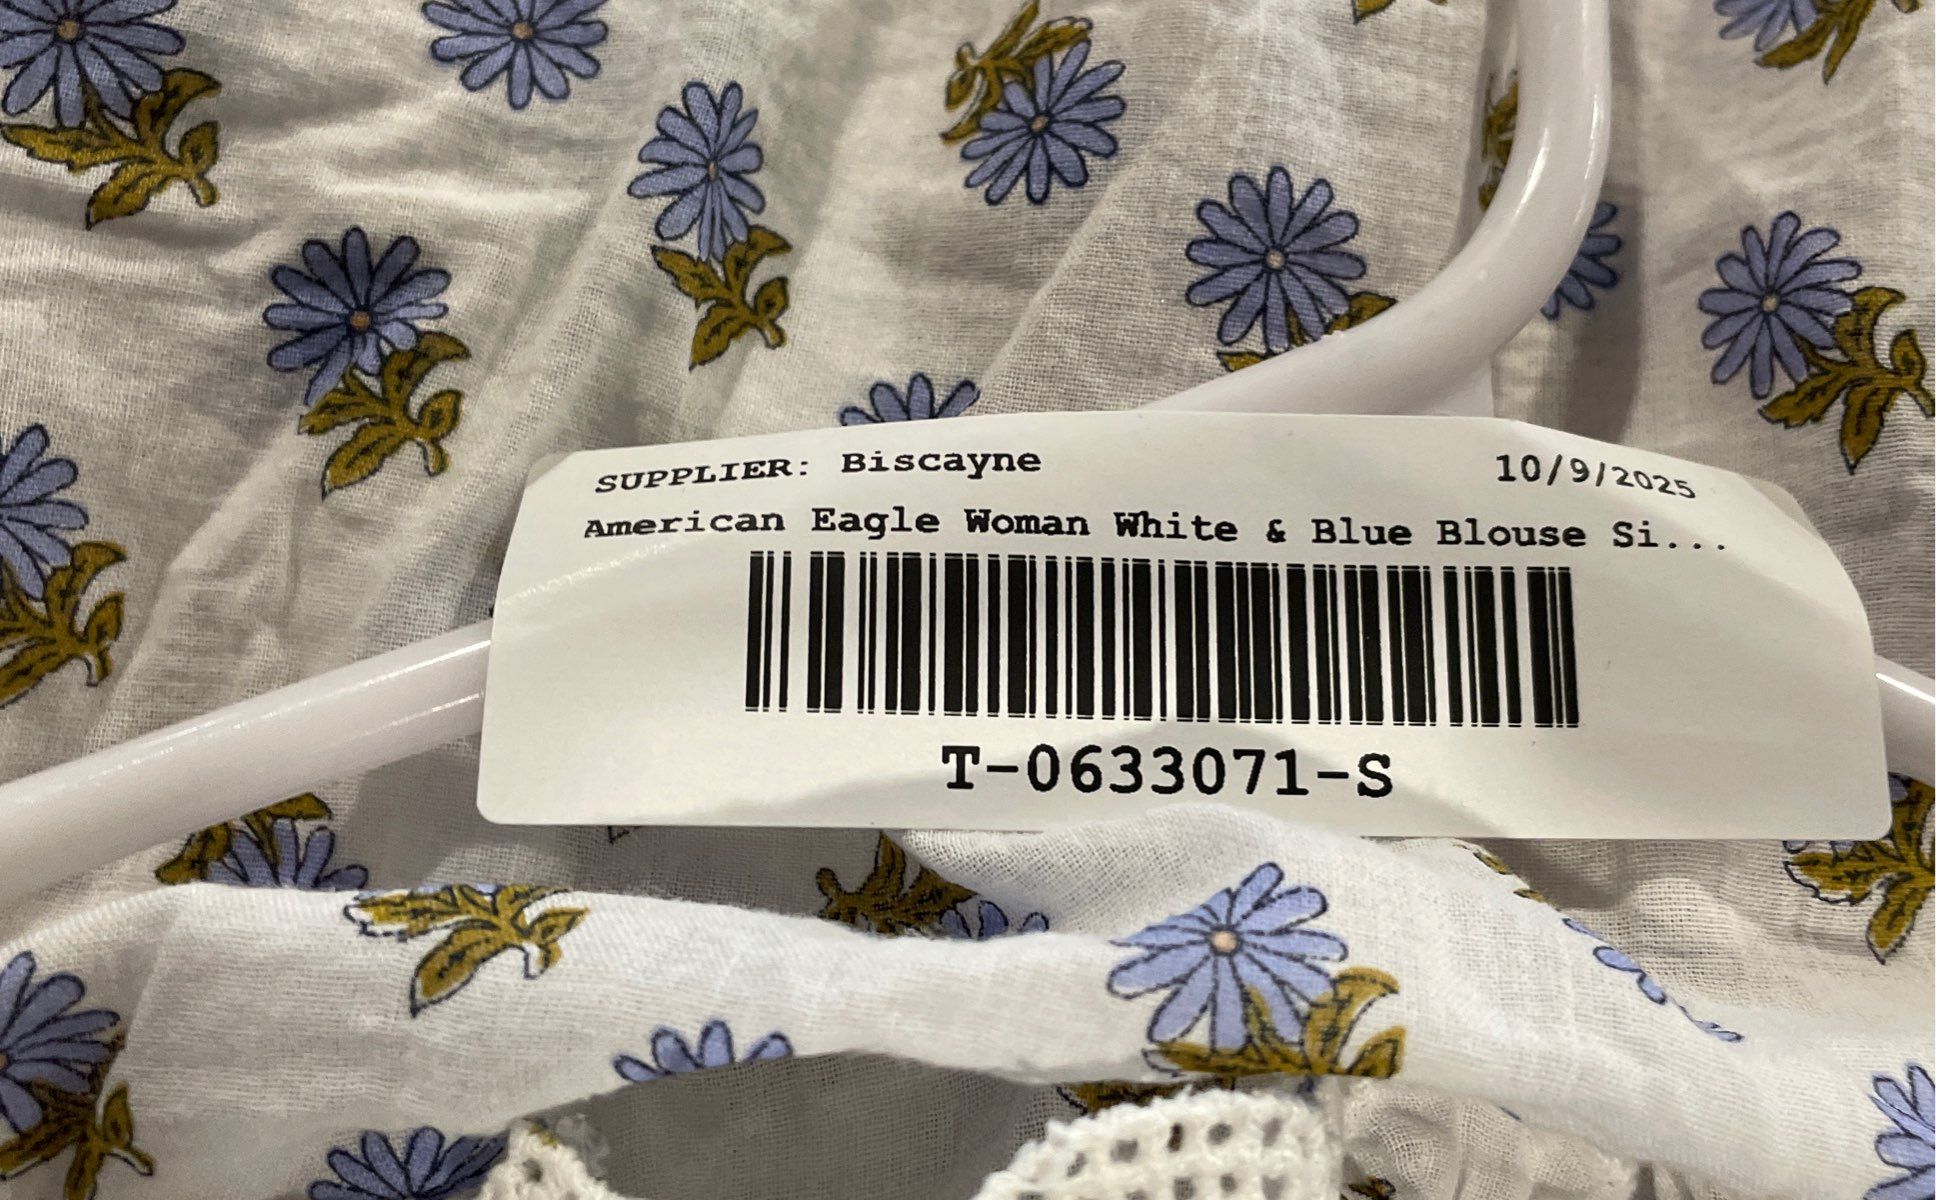 SUPPLIER: Biscayne 10/9/2025
American Eagle Woman White & Blue Blouse Si...
T-0633071-S